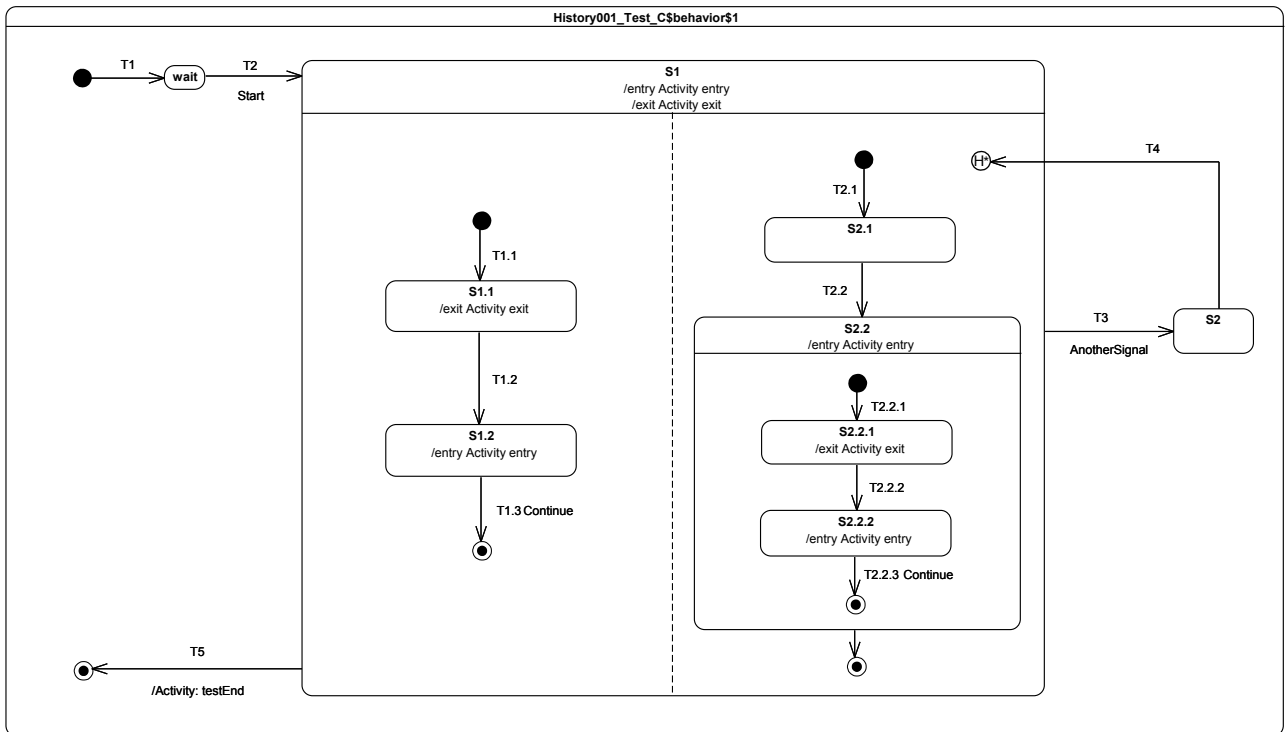 History001_Test_C$behavior$1
T1
wait
T2
Start
S1
/entry Activity entry
/exit Activity exit
T1.1
S1.1
/exit Activity exit
T1.2
S1.2
/entry Activity entry
T1.3 Continue
T2.1
S2.1
T2.2
S2.2
/entry Activity entry
T2.2.1
S2.2.1
/exit Activity exit
T2.2.2
S2.2.2
/entry Activity entry
T2.2.3 Continue
H*
T4
T3
AnotherSignal
S2
T5
/Activity: testEnd